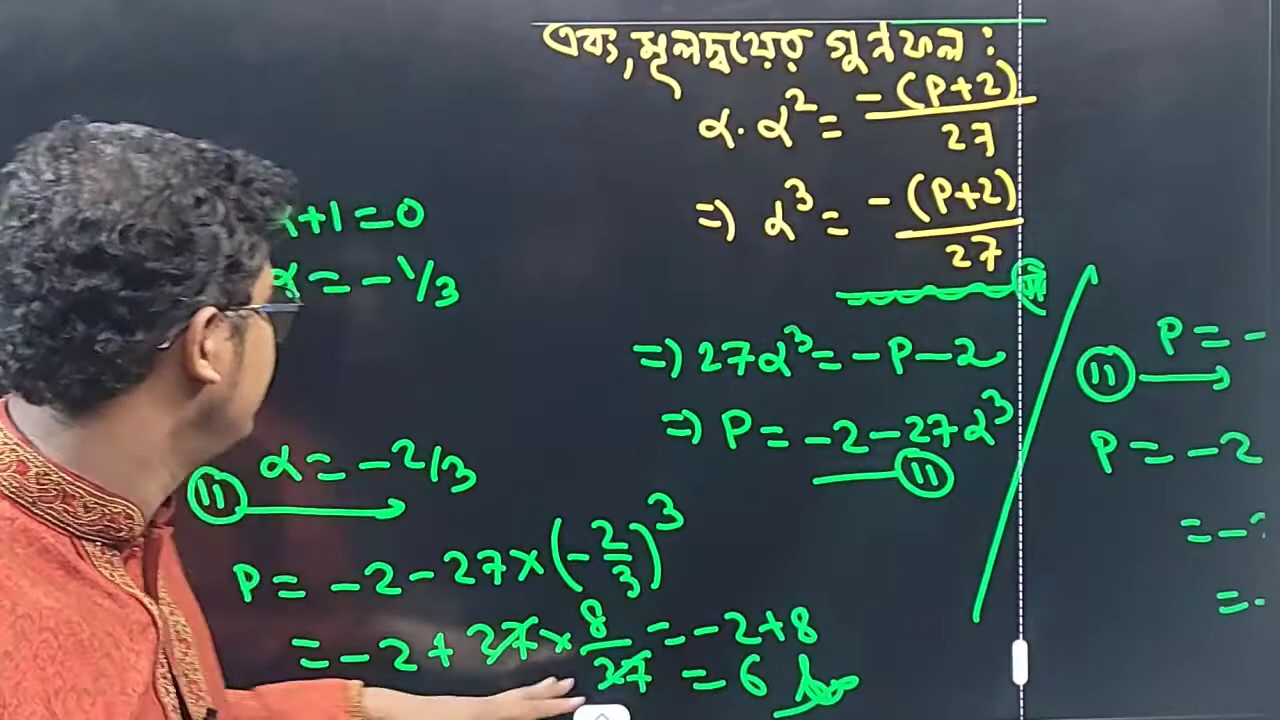 এবং, মূলদ্বয়ের গুণফল :
α · α² = -(P+2) / 27
⇒ α³ = -(P+2) / 27
⇒ 27α³ = -P-2
⇒ P = -2-27α³
(ii)
+1 = 0
α = -1/3
(ii) α = -2/3
P = -2-27×(-2/3)³
= -2+27×8/27 = -2+8
= 6
(ii) P = -
P = -2
= -
= -